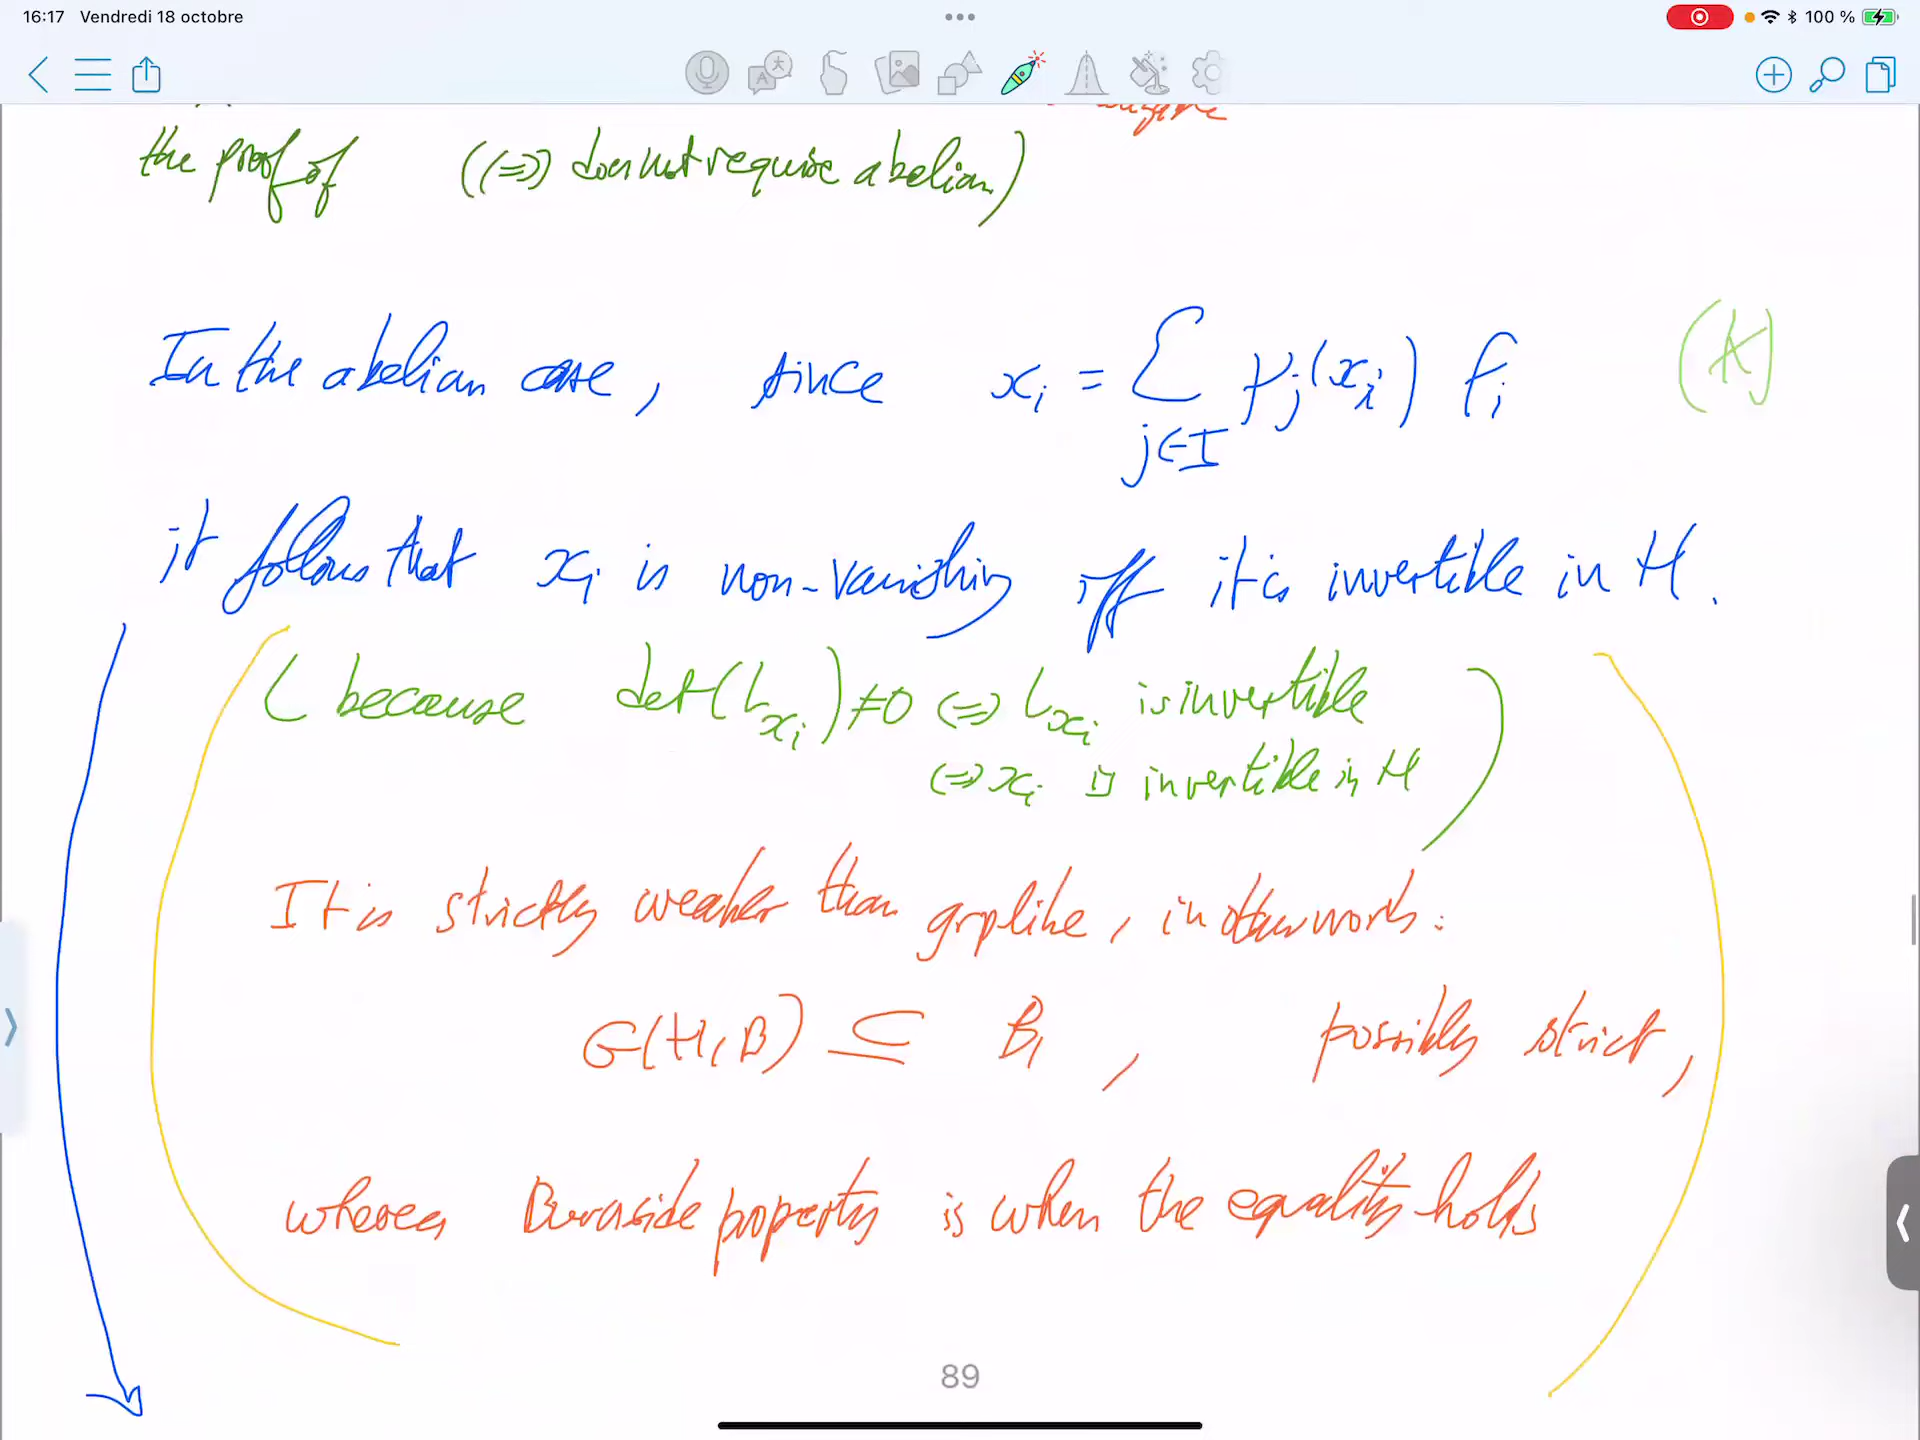 16:17 Vendredi 18 octobre
100 %
the proof of ((⇒) does not require abelian)
In the abelian case, since x_i = Σ_{j∈I} ψ_j(x_i) f_i (*)
it follows that x_i is non-vanishing iff it is invertible in H.
(because det(L_{x_i}) ≠ 0 ⇔ L_{x_i} is invertible
⇔ x_i is invertible in H)
It is strictly weaker than grplike, in other words:
G(H,B) ⊆ B_1, possibly strict,
whereas Burnside property is when the equality holds
89